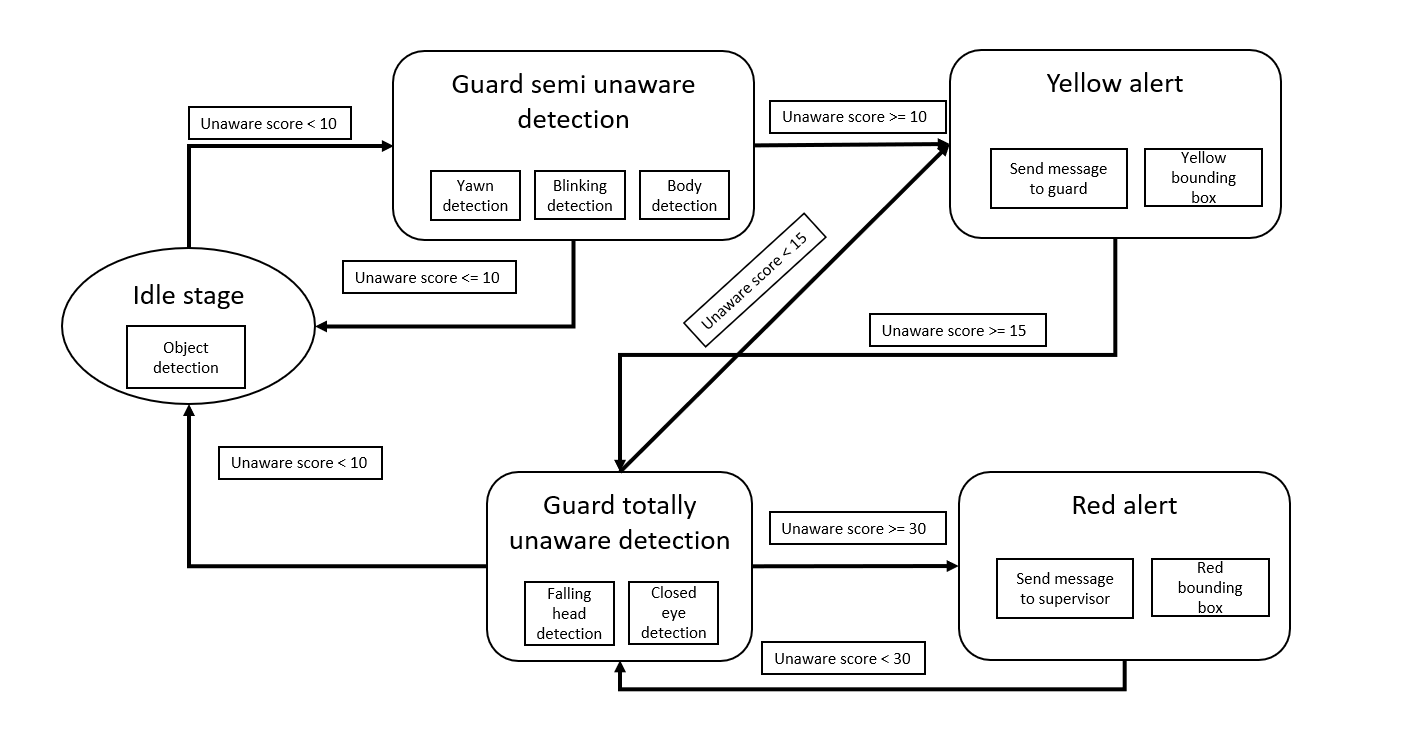 Guard semi unaware
detection
Yawn
detection
Blinking
detection
Body
detection
Yellow alert
Send message
to guard
Yellow
bounding
box
Unaware score < 10
Unaware score >= 10
Unaware score <= 10
Unaware score < 15
Unaware score >= 15
Idle stage
Object
detection
Unaware score < 10
Guard totally
unaware detection
Falling
head
detection
Closed
eye
detection
Unaware score >= 30
Red alert
Send message
to supervisor
Red
bounding
box
Unaware score < 30